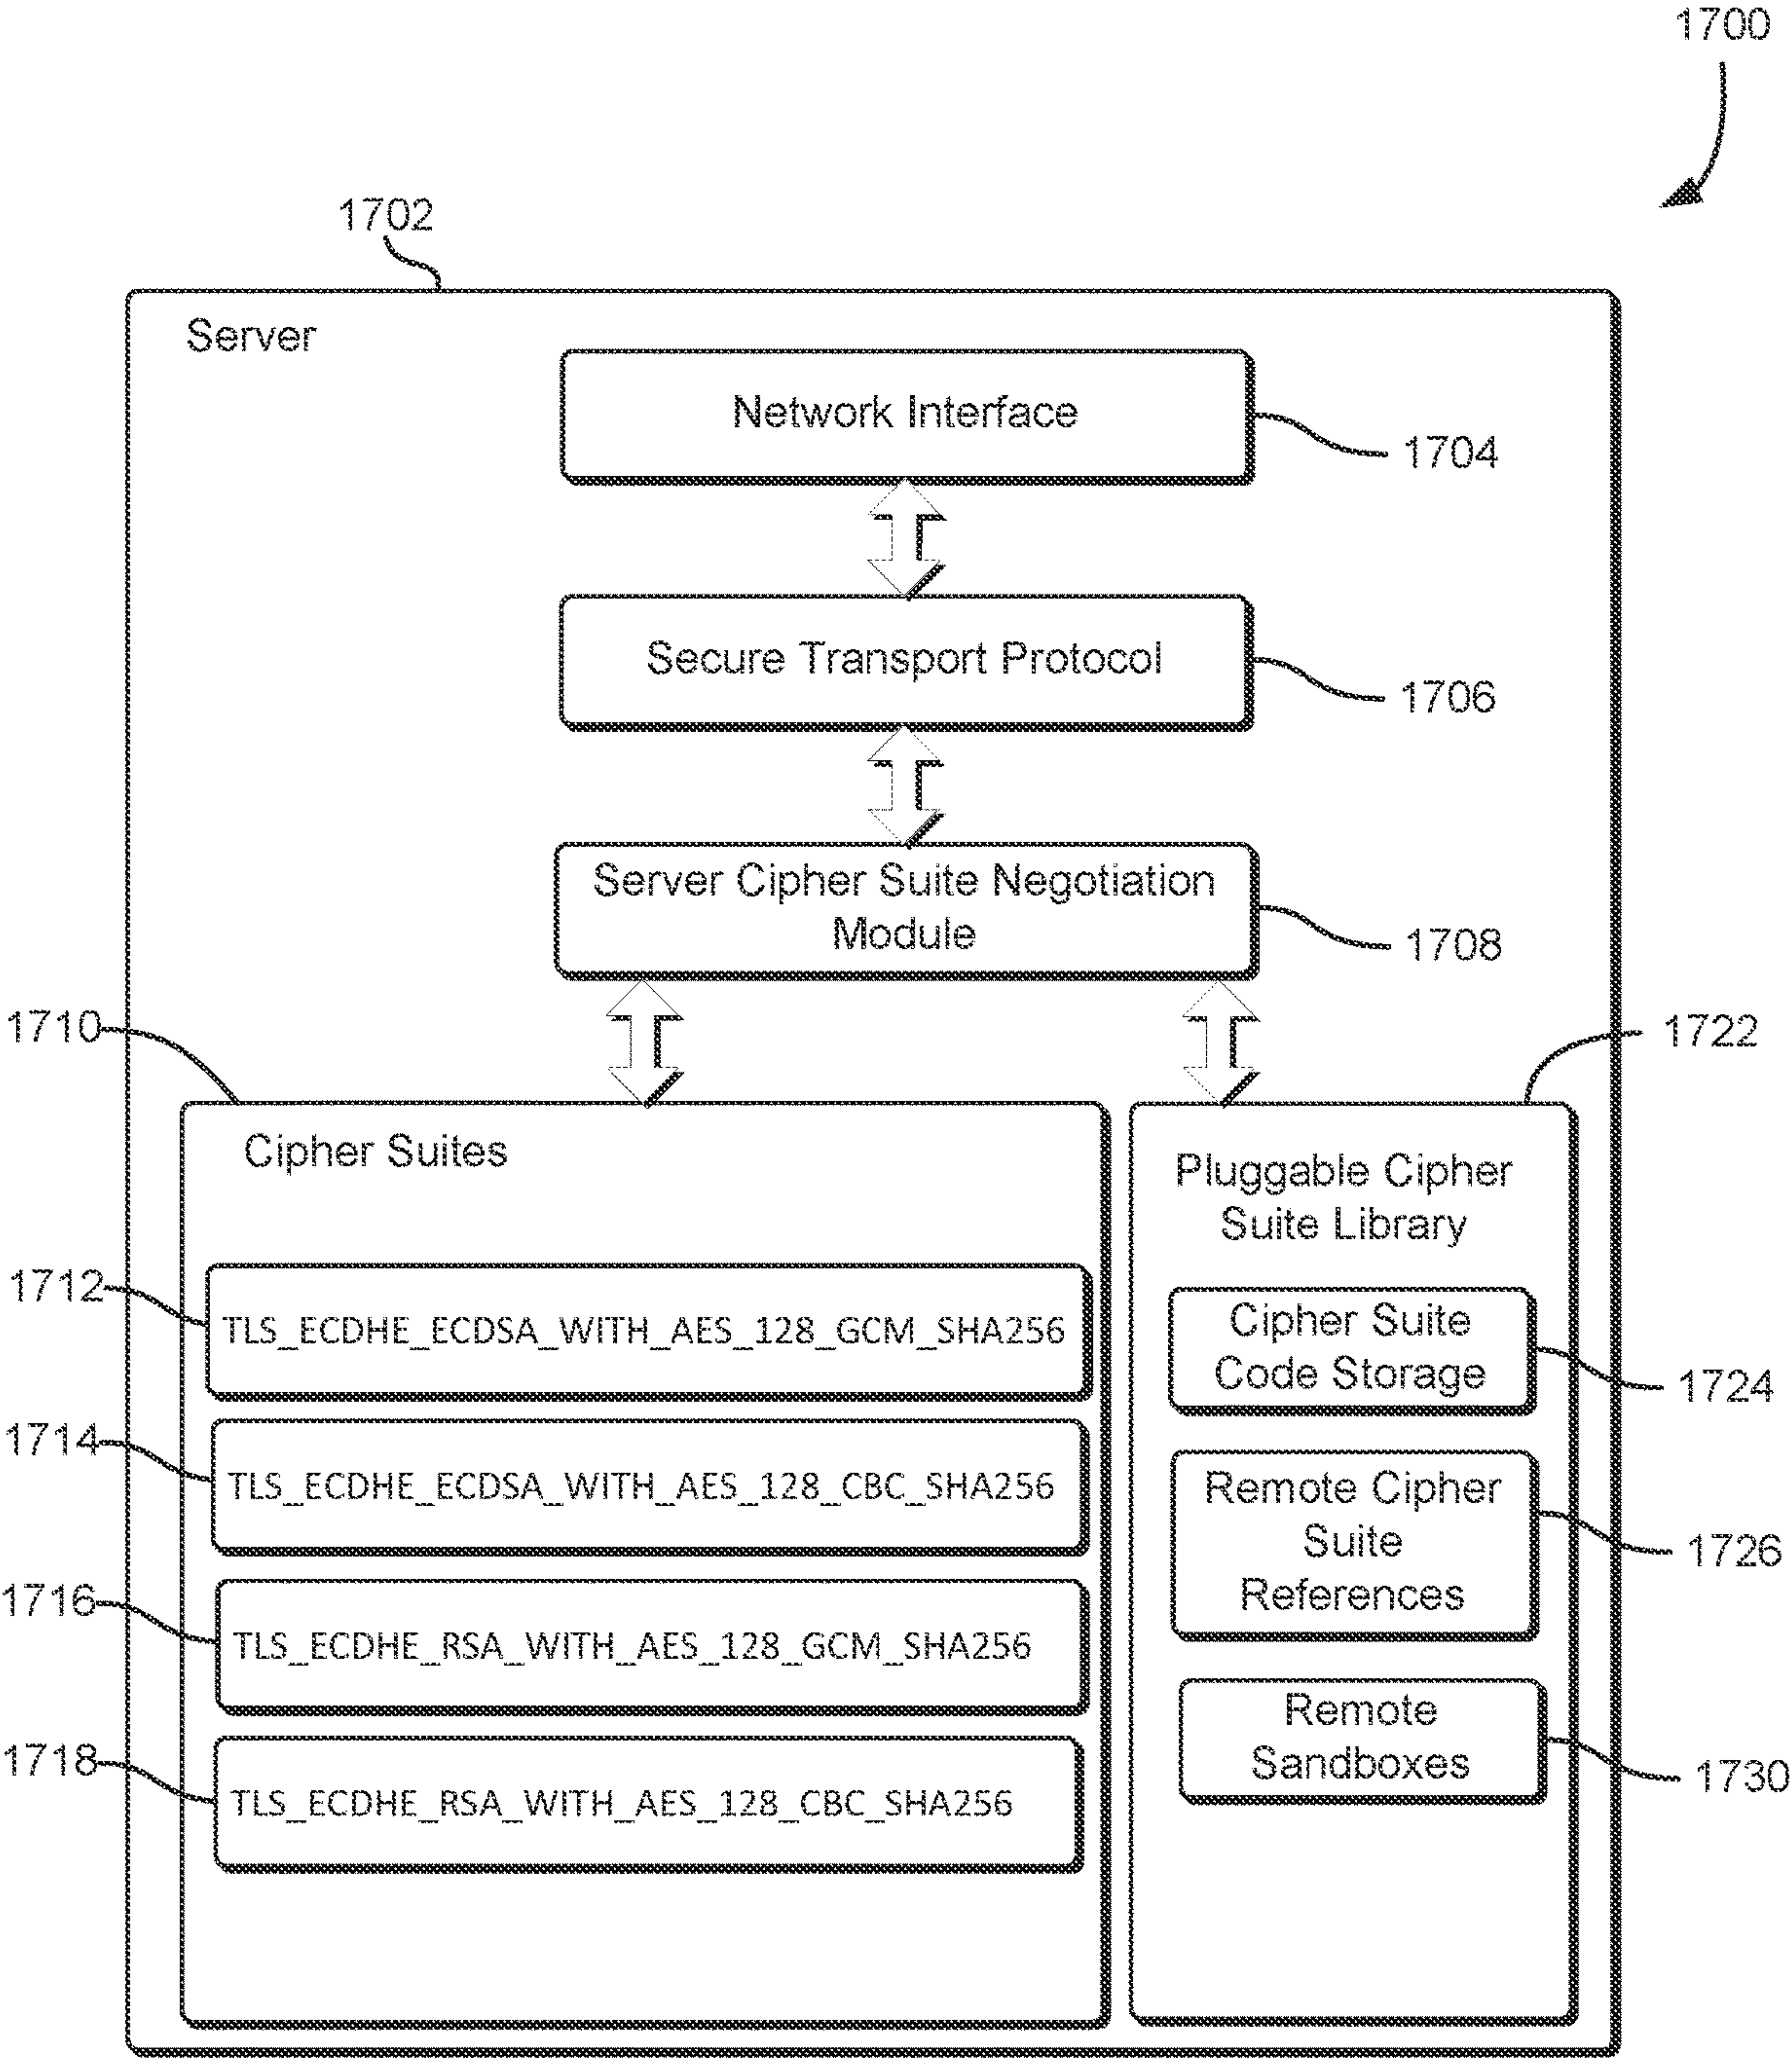 1700
1702
Server
Network Interface
1704
Secure Transport Protocol
1706
Server Cipher Suite Negotiation
Module
1708
1710
1722
Cipher Suites
1712
TLS_ECDHE_ECDSA_WITH_AES_128_GCM_SHA256
1714
TLS_ECDHE_ECDSA_WITH_AES_128_CBC_SHA256
1716
TLS_ECDHE_RSA_WITH_AES_128_GCM_SHA256
1718
TLS_ECDHE_RSA_WITH_AES_128_CBC_SHA256
Pluggable Cipher
Suite Library
Cipher Suite
Code Storage
1724
Remote Cipher
Suite
References
1726
Remote
Sandboxes
1730